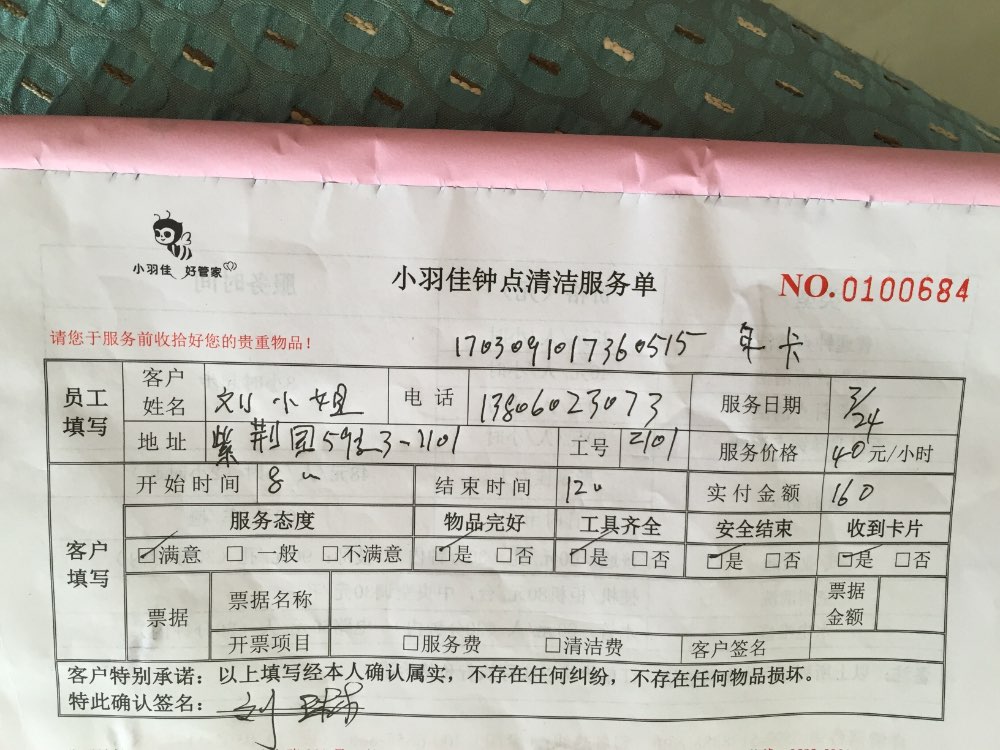 小羽佳 好管家
小羽佳钟点清洁服务单
NO.0100684
请您于服务前收拾好您的贵重物品！
1703091017360515 年卡
员工填写 客户姓名 刘小姐 电话 13806023073 服务日期 3/24
地址 紫荆园59#3-2101 工号 2101 服务价格 40元/小时
开始时间 8 结束时间 12 实付金额 160
客户填写 服务态度 物品完好 工具齐全 安全结束 收到卡片
☑满意 □一般 □不满意 ☑是 □否 ☑是 □否 ☑是 □否 ☑是 □否
票据 票据名称 票据金额
开票项目 □服务费 □清洁费 客户签名
客户特别承诺：以上填写经本人确认属实，不存在任何纠纷，不存在任何物品损坏。
特此确认签名：刘